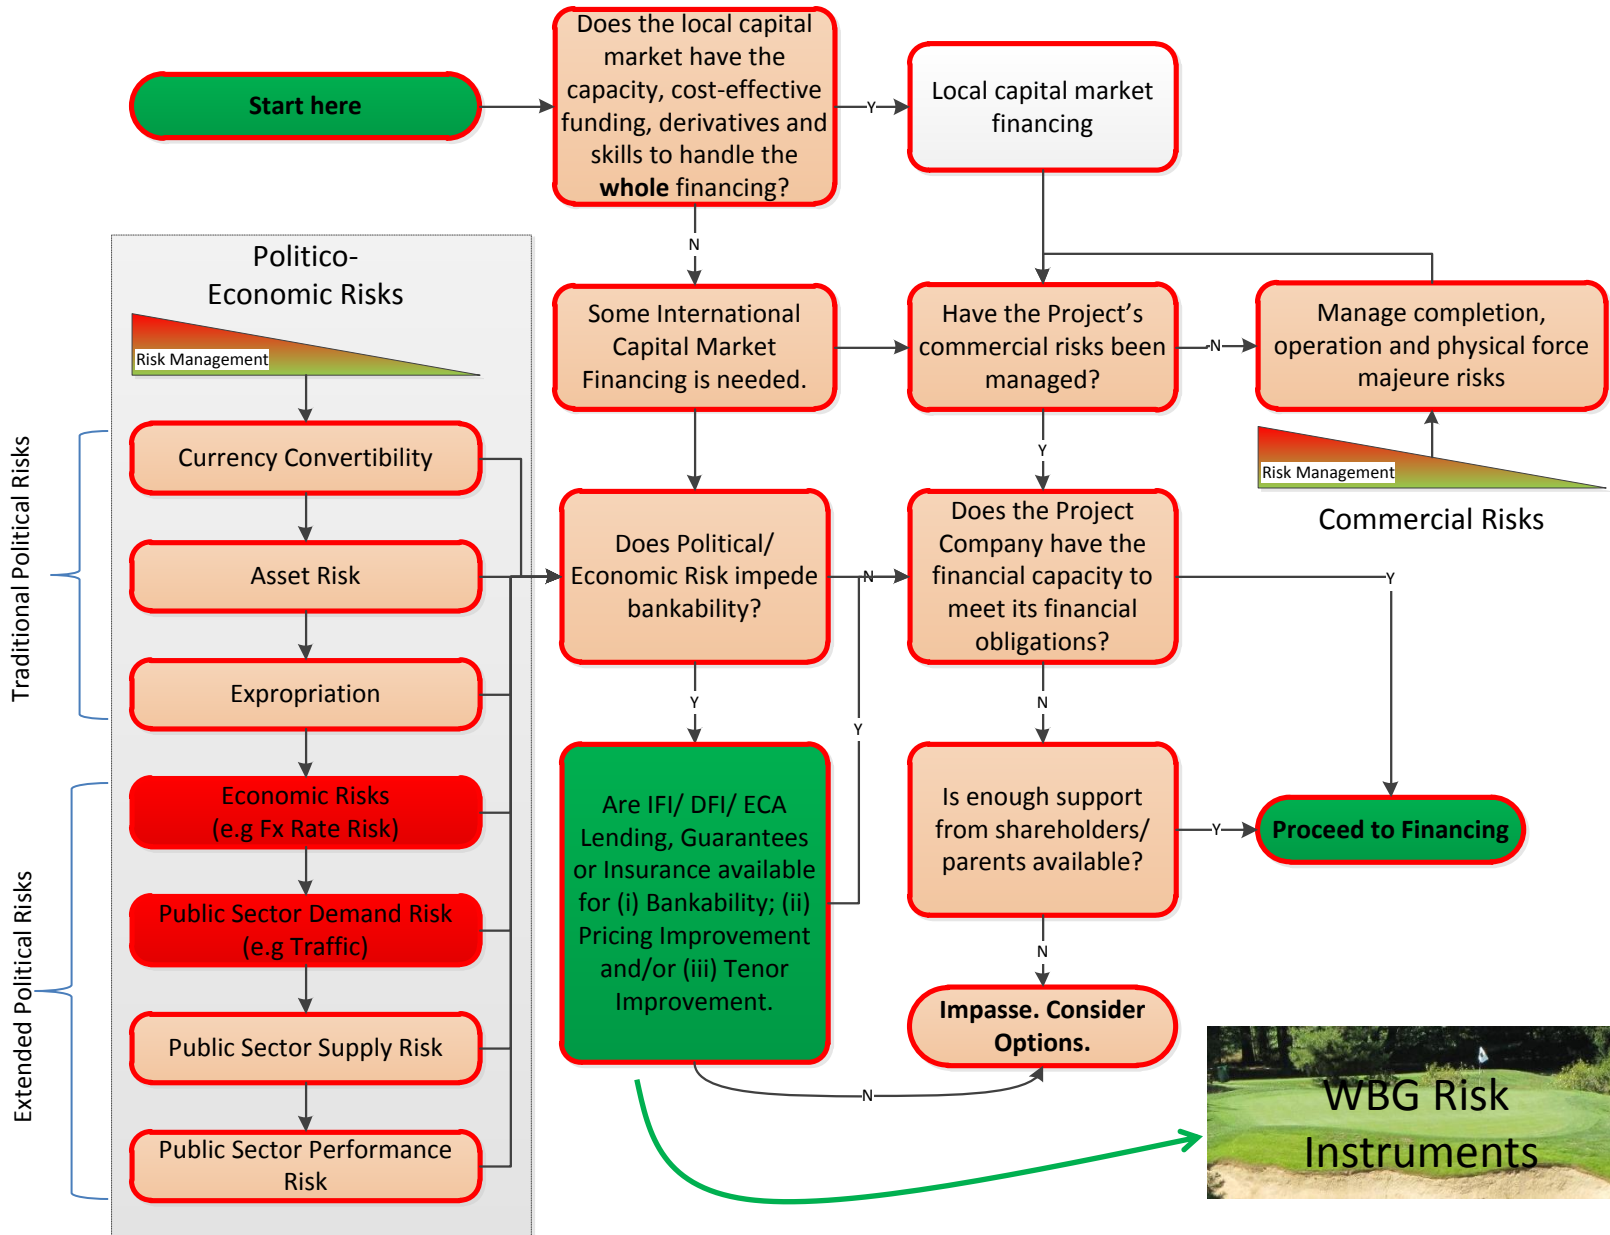 Start here
Does the local capital
market have the
capacity, cost-effective
funding, derivatives and
skills to handle the
whole financing?
Y
Local capital market
financing
N
Politico-
Economic Risks
Risk Management
Some International
Capital Market
Financing is needed.
Have the Project's
commercial risks been
managed?
N
Manage completion,
operation and physical force
majeure risks
Risk Management
Commercial Risks
Y
Traditional Political Risks
Currency Convertibility
Asset Risk
Expropriation
Does Political/
Economic Risk impede
bankability?
N
Does the Project
Company have the
financial capacity to
meet its financial
obligations?
Y
Y
N
Y
Extended Political Risks
Economic Risks
(e.g Fx Rate Risk)
Public Sector Demand Risk
(e.g Traffic)
Public Sector Supply Risk
Public Sector Performance
Risk
Are IFI/ DFI/ ECA
Lending, Guarantees
or Insurance available
for (i) Bankability; (ii)
Pricing Improvement
and/or (iii) Tenor
Improvement.
Is enough support
from shareholders/
parents available?
Y
Proceed to Financing
N
Impasse. Consider
Options.
N
WBG Risk
Instruments